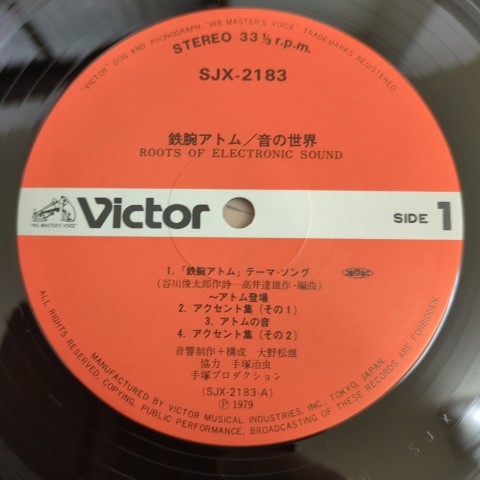 "VICTOR" DOG AND PHONOGRAPH "HIS MASTER'S VOICE" TRADEMARKS REGISTERED
STEREO 33⅓ r.p.m.
SJX-2183
鉄腕アトム/音の世界
ROOTS OF ELECTRONIC SOUND
"HIS MASTER'S VOICE"
Victor
SIDE 1
1.「鉄腕アトム」テーマ・ソング
(谷川俊太郎作詩—高井達雄作・編曲)
〜アトム登場
2. アクセント集(その1)
3. アトムの音
4. アクセント集(その2)
音響制作+構成 大野松雄
協力 手塚治虫
手塚プロダクション
(SJX-2183-A)
Ⓟ 1979
MANUFACTURED BY VICTOR MUSICAL INDUSTRIES, INC., TOKYO, JAPAN.
ALL RIGHTS RESERVED. COPYING, PUBLIC PERFORMANCE, BROADCASTING OF THESE RECORDS ARE FORBIDDEN.
S J X